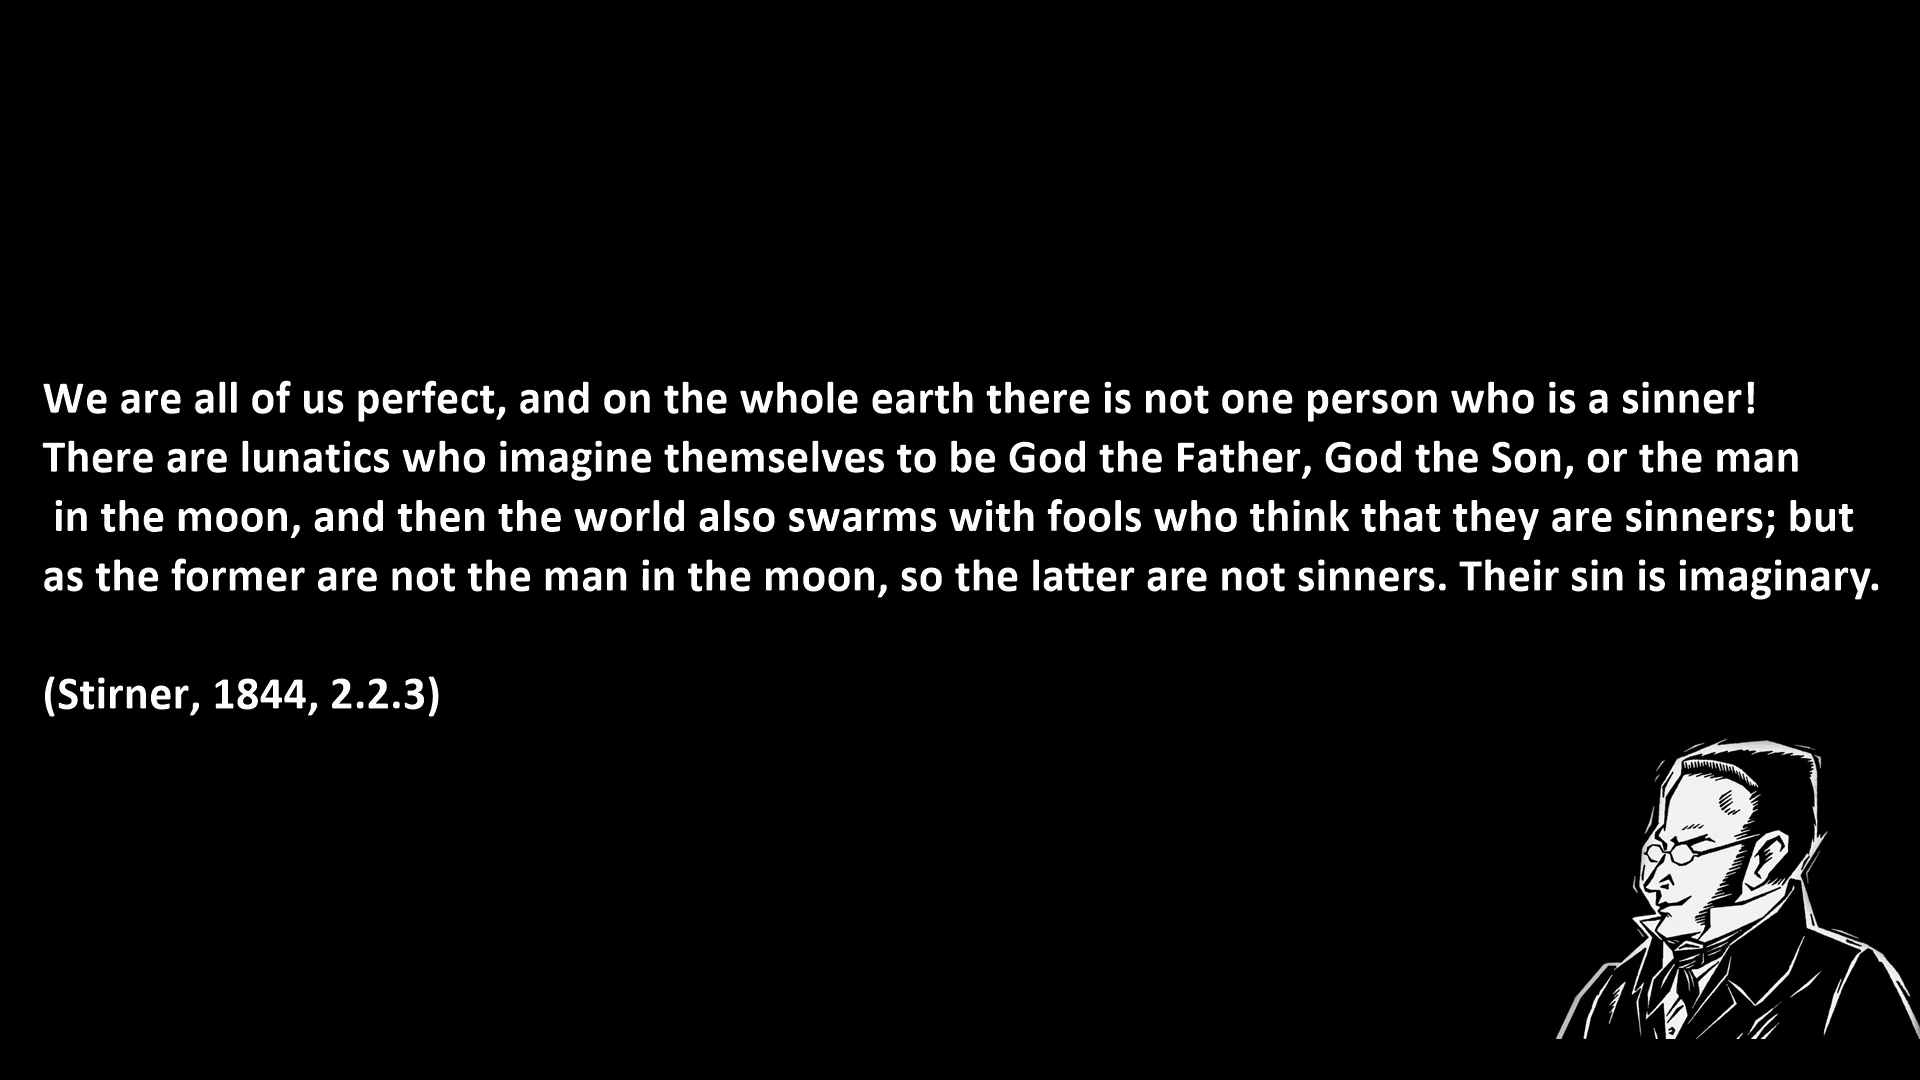 We are all of us perfect, and on the whole earth there is not one person who is a sinner!
There are lunatics who imagine themselves to be God the Father, God the Son, or the man
in the moon, and then the world also swarms with fools who think that they are sinners; but
as the former are not the man in the moon, so the latter are not sinners. Their sin is imaginary.
(Stirner, 1844, 2.2.3)